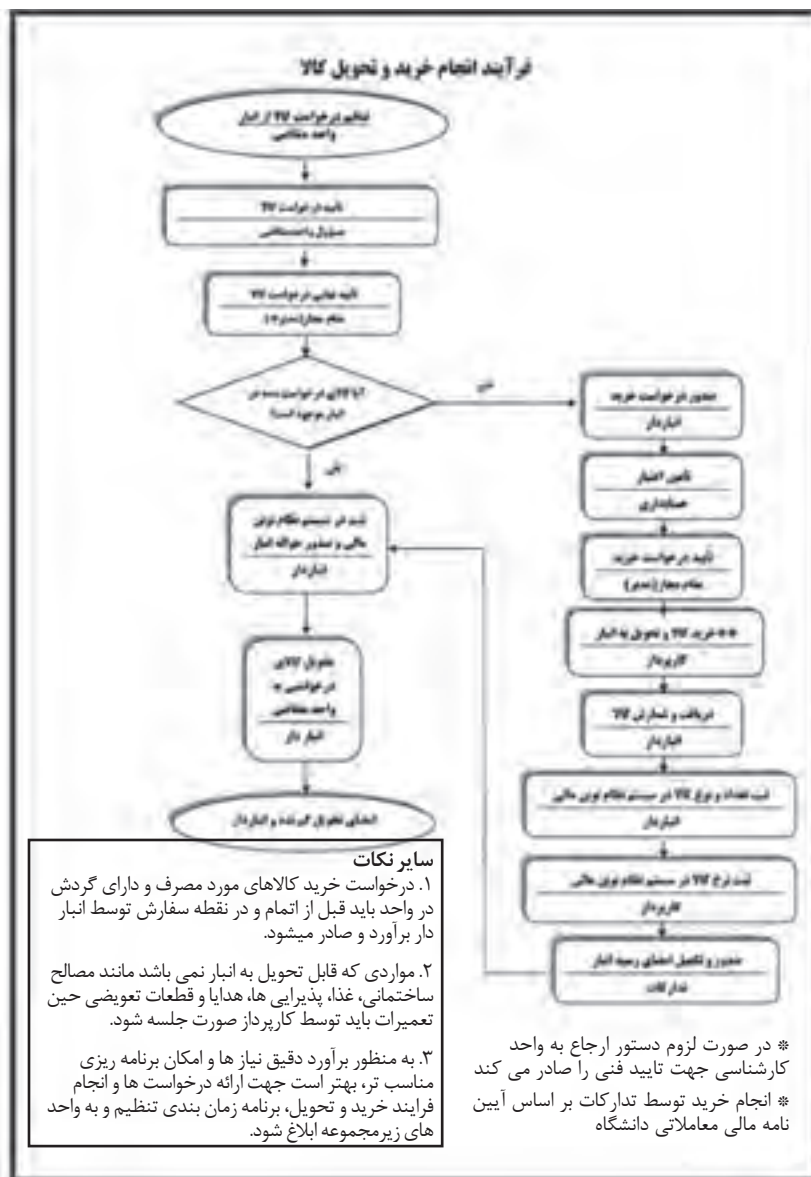 فرآیند انجام خرید و تحویل کالا
تنظیم درخواست کالا از انبار
واحد متقاضی
تأیید درخواست کالا
مسئول واحد متقاضی
تأیید نهایی درخواست کالا
مقام مجاز(مدیر*)
آیا کالای درخواست شده در
انبار موجود است؟
خیر
بلی
ثبت در سیستم نظام نوین
مالی و صدور حواله انبار
انباردار
تحویل کالای
درخواستی به
واحد متقاضی
انبار دار
امضای تحویل گیرنده و انباردار
صدور درخواست خرید
انباردار
تأمین اعتبار
حسابداری
تأیید درخواست خرید
مقام مجاز(مدیر)
** خرید کالا و تحویل به انبار
کارپرداز
دریافت و شمارش کالا
انباردار
ثبت تعداد و نوع کالا در سیستم نظام نوین مالی
انباردار
ثبت نرخ کالا در سیستم نظام نوین مالی
کارپرداز
صدور و تکمیل امضای رسید انبار
تدارکات
* در صورت لزوم دستور ارجاع به واحد
کارشناسی جهت تایید فنی را صادر می کند
* انجام خرید توسط تدارکات بر اساس آیین
نامه مالی معاملاتی دانشگاه
سایر نکات
۱. درخواست خرید کالاهای مورد مصرف و دارای گردش
در واحد باید قبل از اتمام و در نقطه سفارش توسط انبار
دار برآورد و صادر میشود.
۲. مواردی که قابل تحویل به انبار نمی باشد مانند مصالح
ساختمانی، غذا، پذیرایی ها، هدایا و قطعات تعویضی حین
تعمیرات باید توسط کارپرداز صورت جلسه شود.
۳. به منظور برآورد دقیق نیاز ها و امکان برنامه ریزی
مناسب تر، بهتر است جهت ارائه درخواست ها و انجام
فرایند خرید و تحویل، برنامه زمان بندی تنظیم و به واحد
های زیرمجموعه ابلاغ شود.